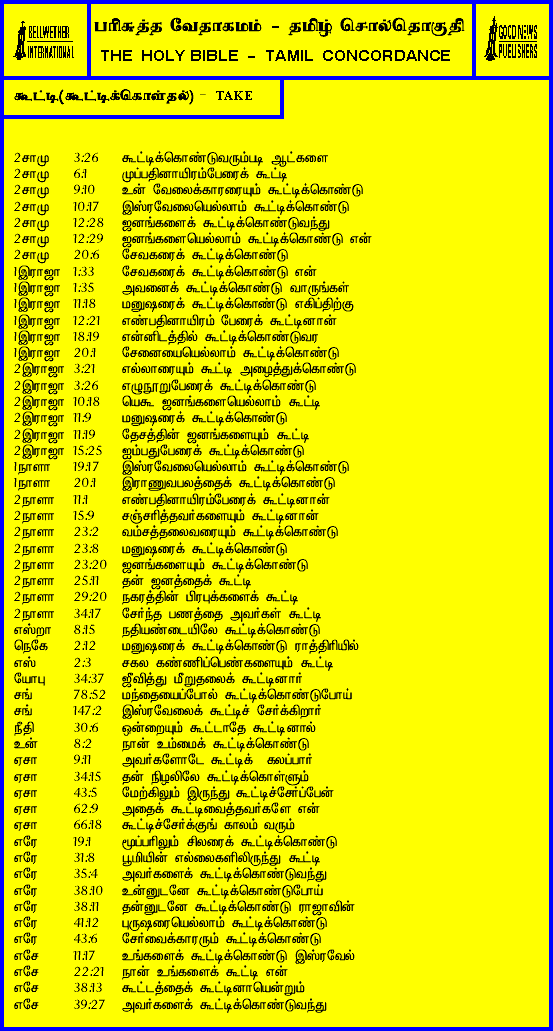 BELLWETHER INTERNATIONAL
பரிசுத்த வேதாகமம் - தமிழ் சொல்தொகுதி
THE HOLY BIBLE - TAMIL CONCORDANCE
GOOD NEWS PUBLISHERS
கூட்டி(கூட்டிக்கொள்தல்) - TAKE
2சாமு 3:26 கூட்டிக்கொண்டுவரும்படி ஆட்களை
2சாமு 6:1 முப்பதினாயிரம்பேரைக் கூட்டி
2சாமு 9:10 உன் வேலைக்காரரையும் கூட்டிக்கொண்டு
2சாமு 10:17 இஸ்ரவேலையெல்லாம் கூட்டிக்கொண்டு
2சாமு 12:28 ஜனங்களைக் கூட்டிக்கொண்டுவந்து
2சாமு 12:29 ஜனங்களையெல்லாம் கூட்டிக்கொண்டு என்
2சாமு 20:6 சேவகரைக் கூட்டிக்கொண்டு
1இராஜா 1:33 சேவகரைக் கூட்டிக்கொண்டு என்
1இராஜா 1:35 அவனைக் கூட்டிக்கொண்டு வாருங்கள்
1இராஜா 11:18 மனுஷரைக் கூட்டிக்கொண்டு எகிப்திற்கு
1இராஜா 12:21 எண்பதினாயிரம் பேரைக் கூட்டினான்
1இராஜா 18:19 என்னிடத்தில் கூட்டிக்கொண்டுவர
1இராஜா 20:1 சேனையையெல்லாம் கூட்டிக்கொண்டு
2இராஜா 3:21 எல்லாரையும் கூட்டி அழைத்துக்கொண்டு
2இராஜா 3:26 எழுநூறுபேரைக் கூட்டிக்கொண்டு
2இராஜா 10:18 யெகூ ஜனங்களையெல்லாம் கூட்டி
2இராஜா 11:9 மனுஷரைக் கூட்டிக்கொண்டு
2இராஜா 11:19 தேசத்தின் ஜனங்களையும் கூட்டி
2இராஜா 15:25 ஐம்பதுபேரைக் கூட்டிக்கொண்டு
1நாளா 19:17 இஸ்ரவேலையெல்லாம் கூட்டிக்கொண்டு
1நாளா 20:1 இராணுவபலத்தைக் கூட்டிக்கொண்டு
2நாளா 11:1 எண்பதினாயிரம்பேரைக் கூட்டினான்
2நாளா 15:9 சஞ்சரித்தவர்களையும் கூட்டினான்
2நாளா 23:2 வம்சத்தலைவரையும் கூட்டிக்கொண்டு
2நாளா 23:8 மனுஷரைக் கூட்டிக்கொண்டு
2நாளா 23:20 ஜனங்களையும் கூட்டிக்கொண்டு
2நாளா 25:11 தன் ஜனத்தைக் கூட்டி
2நாளா 29:20 நகரத்தின் பிரபுக்களைக் கூட்டி
2நாளா 34:17 சேர்ந்த பணத்தை அவர்கள் கூட்டி
எஸ்றா 8:15 நதியண்டையிலே கூட்டிக்கொண்டு
நெகே 2:12 மனுஷரைக் கூட்டிக்கொண்டு ராத்திரியில்
எஸ் 2:3 சகல கண்ணிப்பெண்களையும் கூட்டி
யோபு 34:37 ஜீவித்து மீறுதலைக் கூட்டினார்
சங் 78:52 மந்தையைப்போல் கூட்டிக்கொண்டுபோய்
சங் 147:2 இஸ்ரவேலைக் கூட்டிச் சேர்க்கிறார்
நீதி 30:6 ஒன்றையும் கூட்டாதே கூட்டினால்
உன் 8:2 நான் உம்மைக் கூட்டிக்கொண்டு
ஏசா 9:11 அவர்களோடே கூட்டிக் கலப்பார்
ஏசா 34:15 தன் நிழலிலே கூட்டிக்கொள்ளும்
ஏசா 43:5 மேற்கிலும் இருந்து கூட்டிச்சேர்ப்பேன்
ஏசா 62:9 அதைக் கூட்டிவைத்தவர்களே என்
ஏசா 66:18 கூட்டிச்சேர்க்குங் காலம் வரும்
எரே 19:1 மூப்பரிலும் சிலரைக் கூட்டிக்கொண்டு
எரே 31:8 பூமியின் எல்லைகளிலிருந்து கூட்டி
எரே 35:4 அவர்களைக் கூட்டிக்கொண்டுவந்து
எரே 38:10 உன்னுடனே கூட்டிக்கொண்டுபோய்
எரே 38:11 தன்னுடனே கூட்டிக்கொண்டு ராஜாவின்
எரே 41:12 புருஷரையெல்லாம் கூட்டிக்கொண்டு
எரே 43:6 சேர்வைக்காரரும் கூட்டிக்கொண்டு
எசே 11:17 உங்களைக் கூட்டிக்கொண்டு இஸ்ரவேல்
எசே 22:21 நான் உங்களைக் கூட்டி என்
எசே 38:13 கூட்டத்தைக் கூட்டினாயென்றும்
எசே 39:27 அவர்களைக் கூட்டிக்கொண்டுவந்து